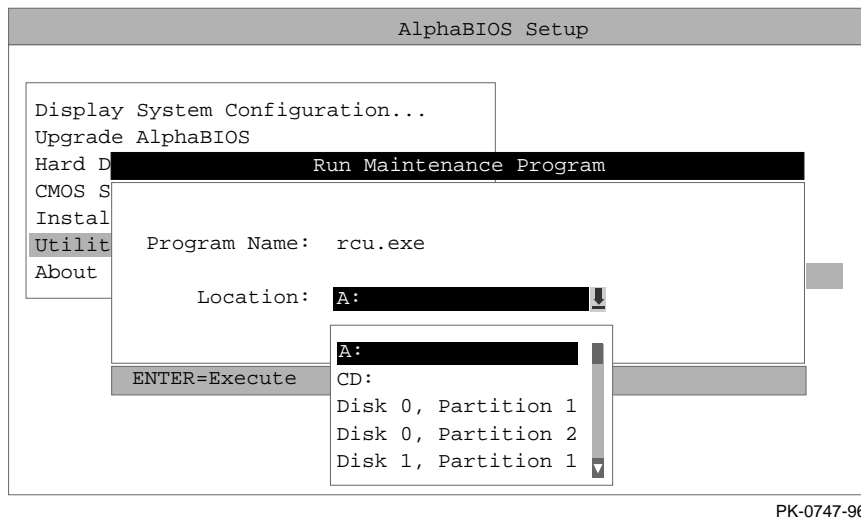 AlphaBIOS Setup
Display System Configuration...
Upgrade AlphaBIOS
Hard D
Run Maintenance Program
CMOS S
Instal
Utilit
Program Name: rcu.exe
About
Location: A:
A:
ENTER=Execute
CD:
Disk 0, Partition 1
Disk 0, Partition 2
Disk 1, Partition 1
PK-0747-96